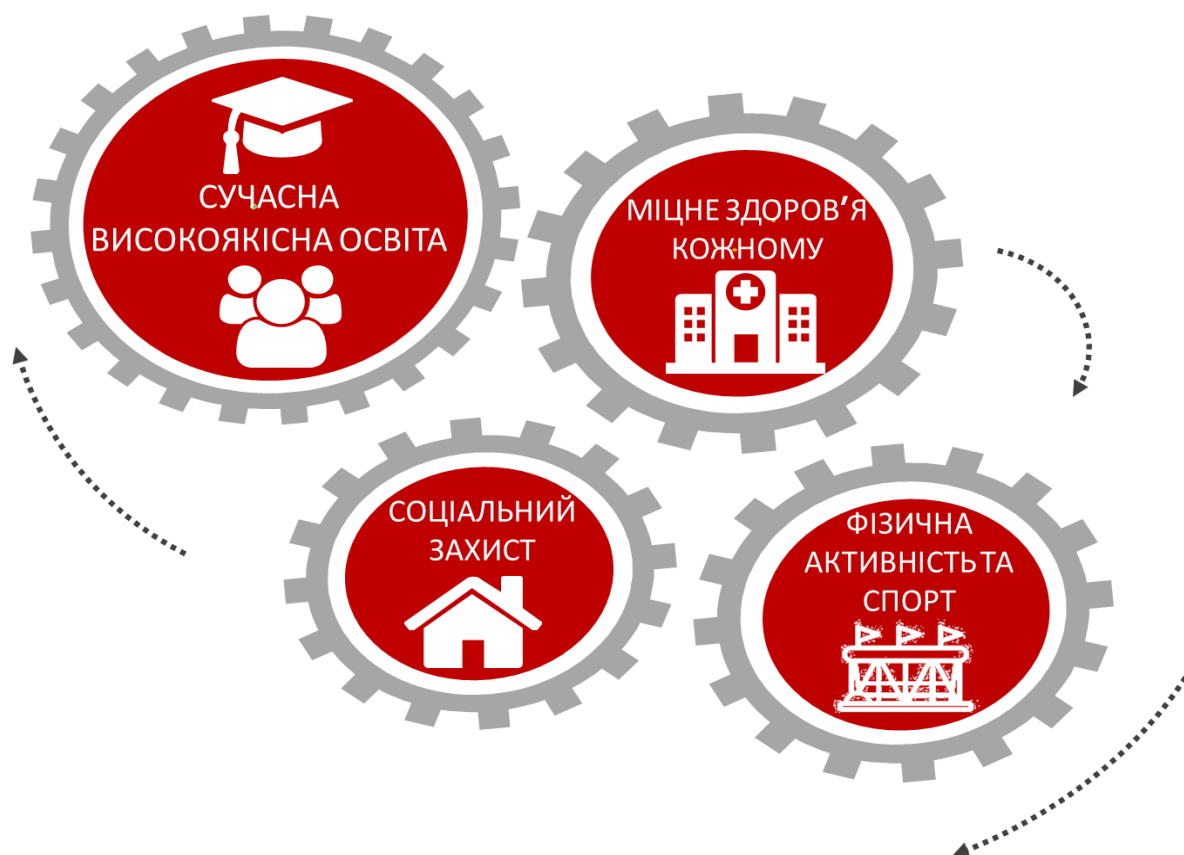 СУЧАСНА
ВИСОКОЯКІСНА ОСВІТА
МІЦНЕ ЗДОРОВ’Я
КОЖНОМУ
СОЦІАЛЬНИЙ
ЗАХИСТ
ФІЗИЧНА
АКТИВНІСТЬ ТА
СПОРТ